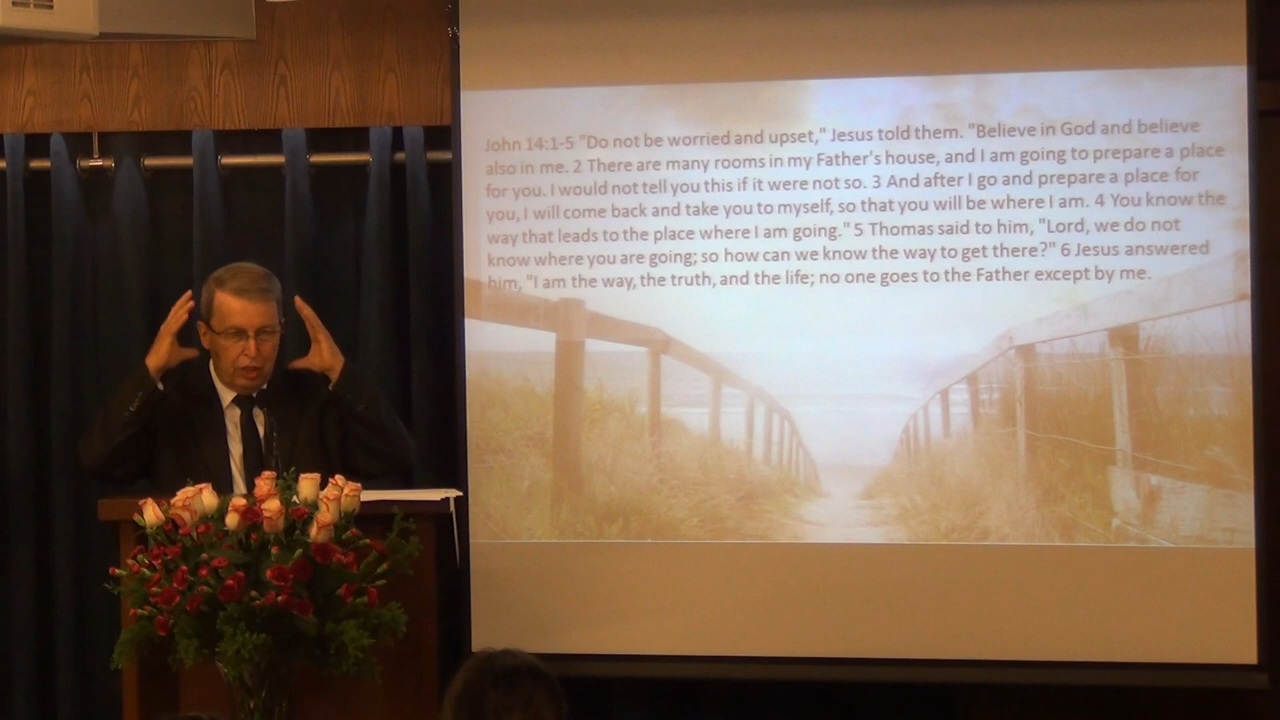 John 14:1-5 "Do not be worried and upset," Jesus told them. "Believe in God and believe
also in me. 2 There are many rooms in my Father's house, and I am going to prepare a place
for you. I would not tell you this if it were not so. 3 And after I go and prepare a place for
you, I will come back and take you to myself, so that you will be where I am. 4 You know the
way that leads to the place where I am going." 5 Thomas said to him, "Lord, we do not
know where you are going; so how can we know the way to get there?" 6 Jesus answered
him, "I am the way, the truth, and the life; no one goes to the Father except by me.